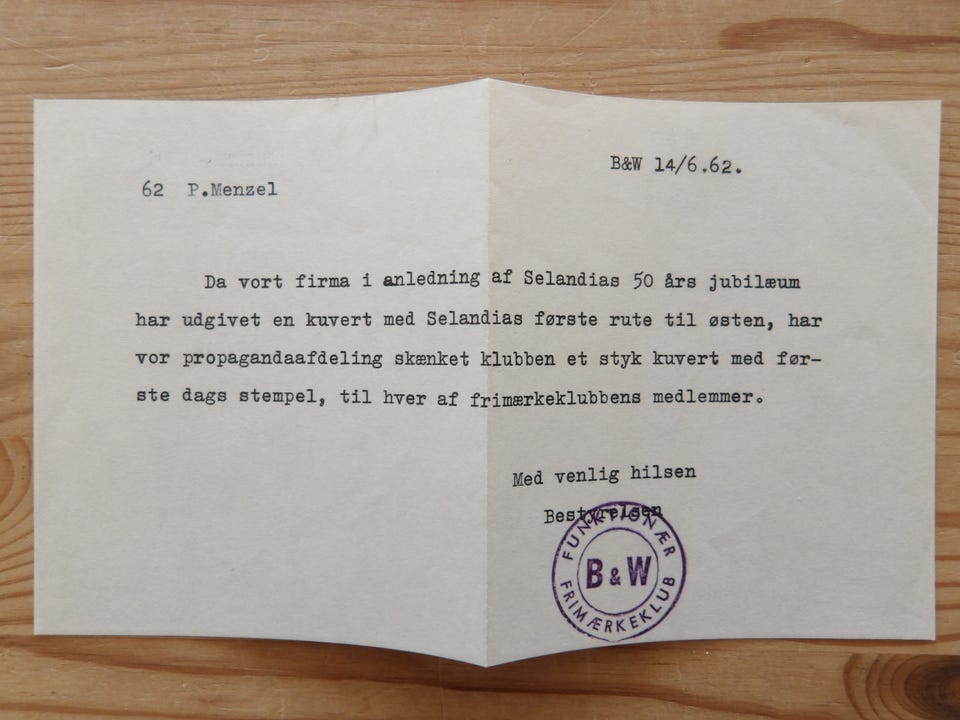 B&W 14/6.62.
62 P.Menzel
Da vort firma i anledning af Selandias 50 års jubilæum
har udgivet en kuvert med Selandias første rute til østen, har
vor propagandaafdeling skænket klubben et styk kuvert med før-
ste dags stempel, til hver af frimærkeklubbens medlemmer.
Med venlig hilsen
Bestyrelsen
FUNKTIONÆR
B & W
FRIMÆRKEKLUB